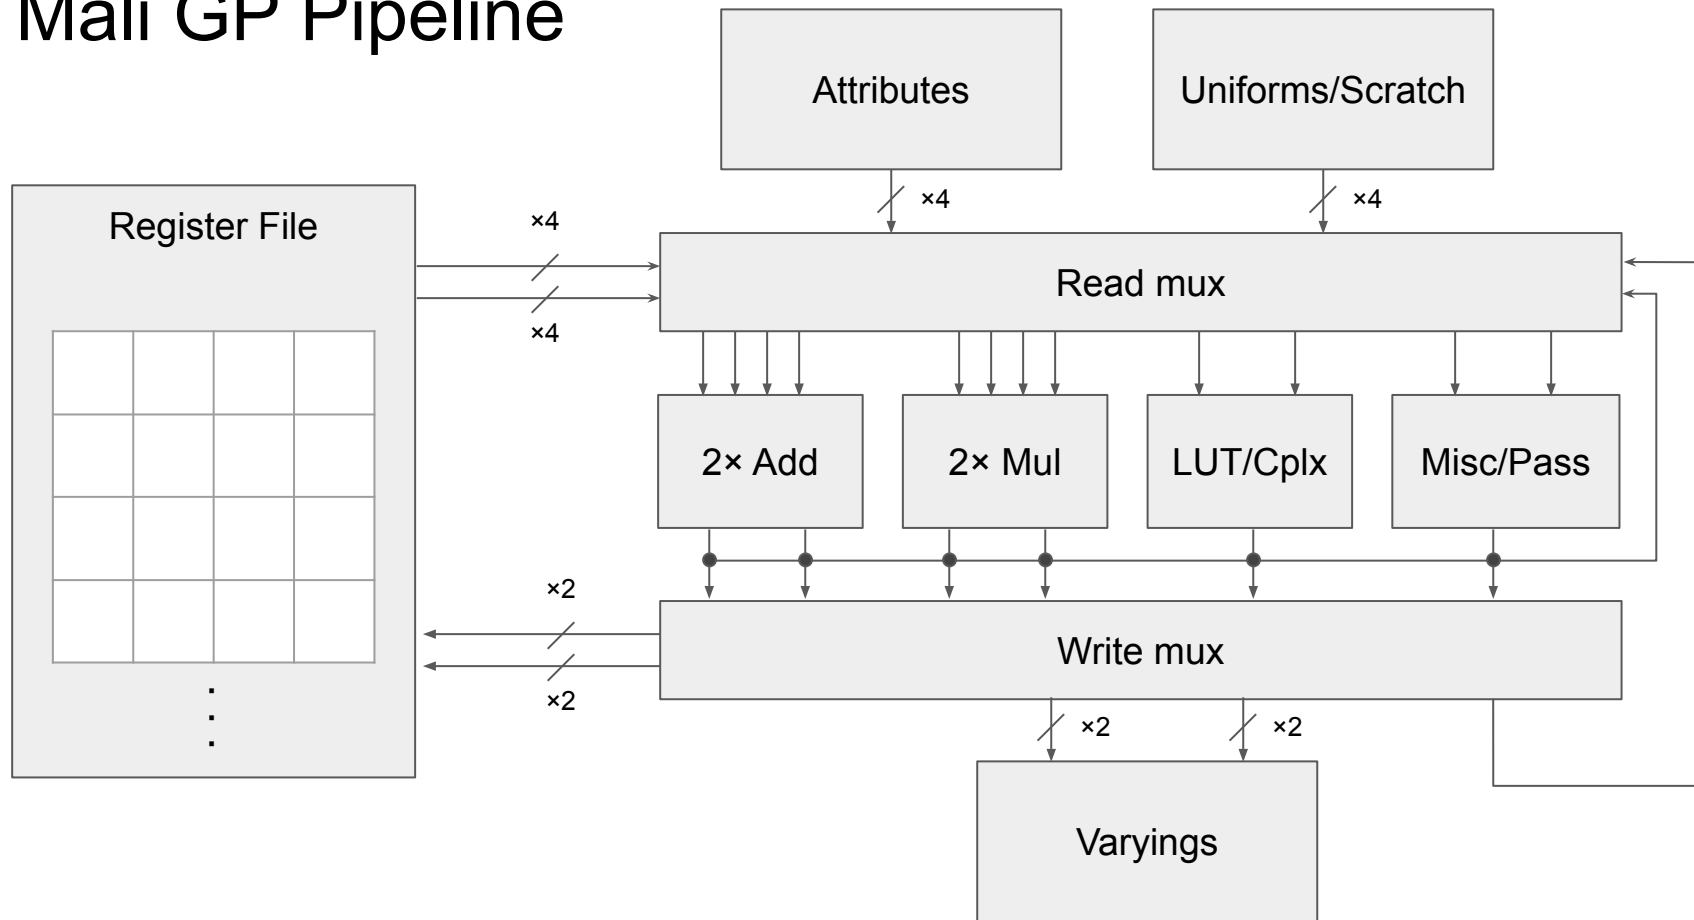 Mali GP Pipeline
Attributes
Uniforms/Scratch
×4
×4
Register File
×4
×4
Read mux
2× Add
2× Mul
LUT/Cplx
Misc/Pass
×2
×2
Write mux
×2
×2
Varyings